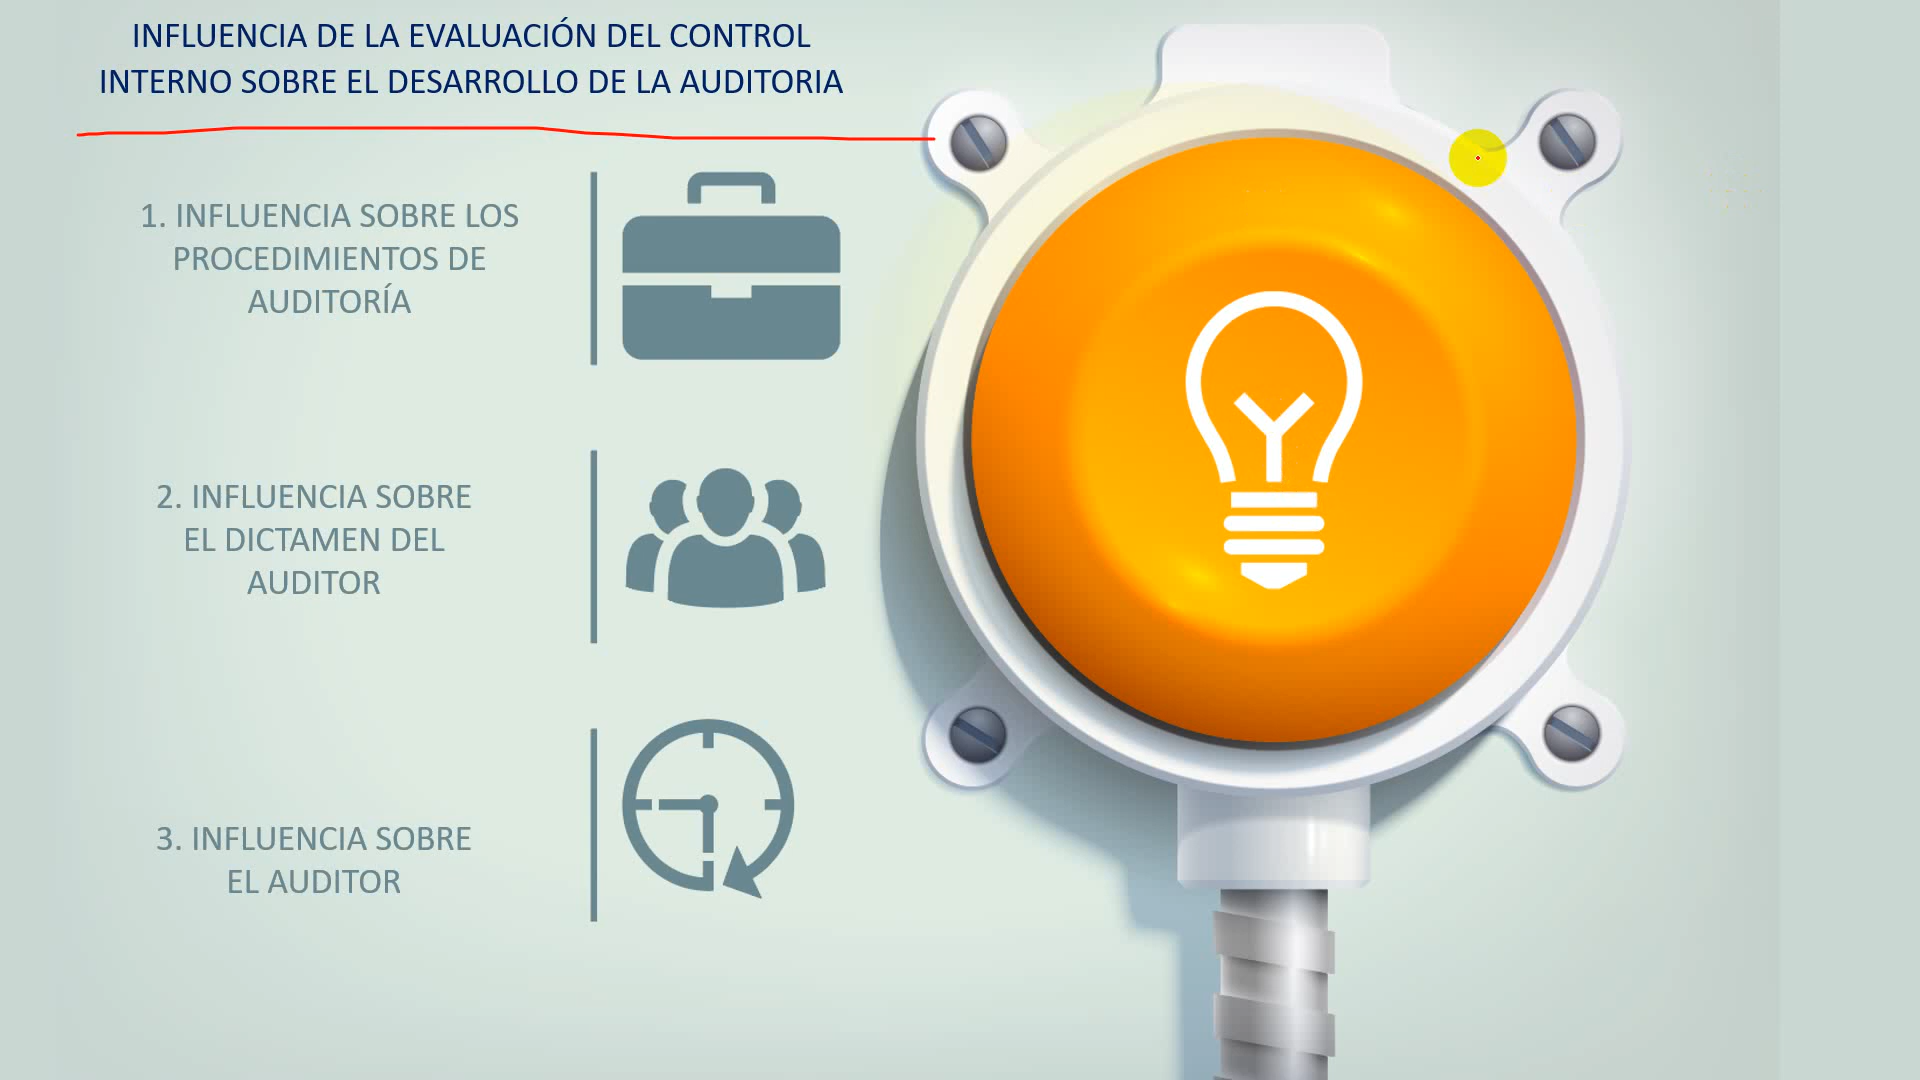 INFLUENCIA DE LA EVALUACIÓN DEL CONTROL
INTERNO SOBRE EL DESARROLLO DE LA AUDITORIA
1. INFLUENCIA SOBRE LOS
PROCEDIMIENTOS DE
AUDITORÍA
2. INFLUENCIA SOBRE
EL DICTAMEN DEL
AUDITOR
3. INFLUENCIA SOBRE
EL AUDITOR